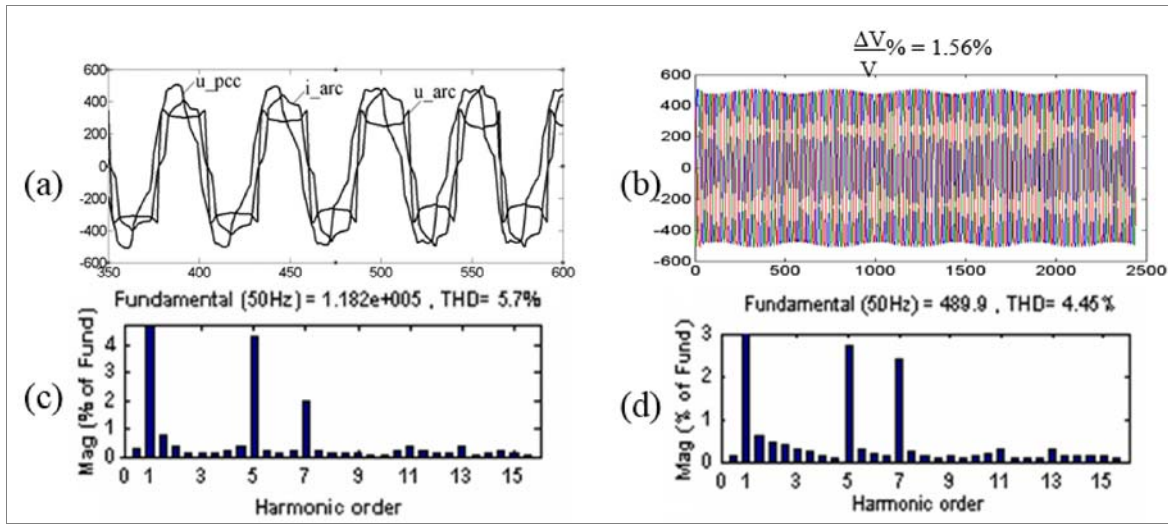 ΔV
V % = 1.56%
(a)
600
400
200
0
-200
-400
-600
u_pcc
i_arc
u_arc
350 400 450 500 550 600
(b)
600
400
200
0
-200
-400
-600
0 500 1000 1500 2000 2500
(c)
Fundamental (50Hz) = 1.182e+005 , THD= 5.7%
Mag (% of Fund)
4
3
2
1
0
0 1 3 5 7 9 11 13 15
Harmonic order
(d)
Fundamental (50Hz) = 489.9 , THD= 4.45%
Mag (% of Fund)
3
2
1
0
0 1 3 5 7 9 11 13 15
Harmonic order